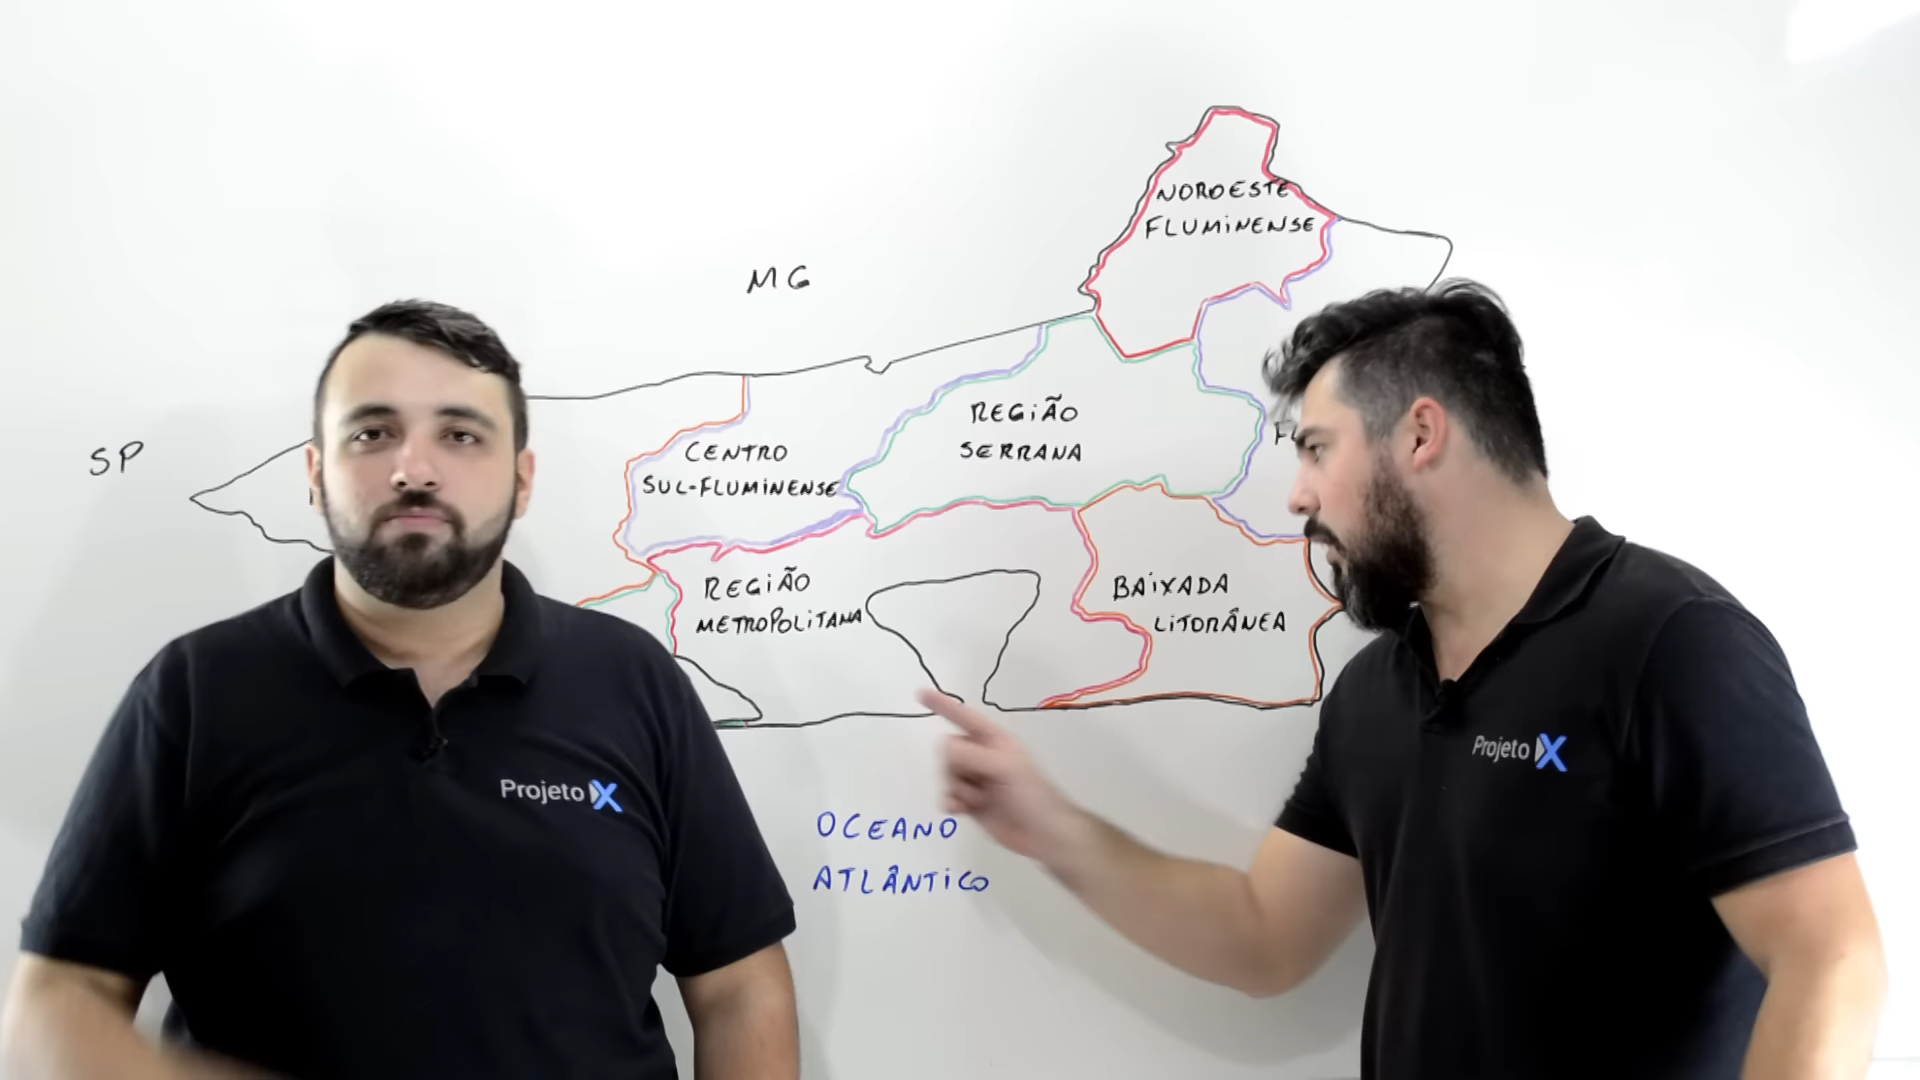 NOROESTE
FLUMINENSE
MG
SP
REGIÃO
SERRANA
CENTRO
SUL-FLUMINENSE
REGIÃO
METROPOLITANA
BAIXADA
LITORÂNEA
Projeto X
Projeto X
OCEANO
ATLÂNTICO